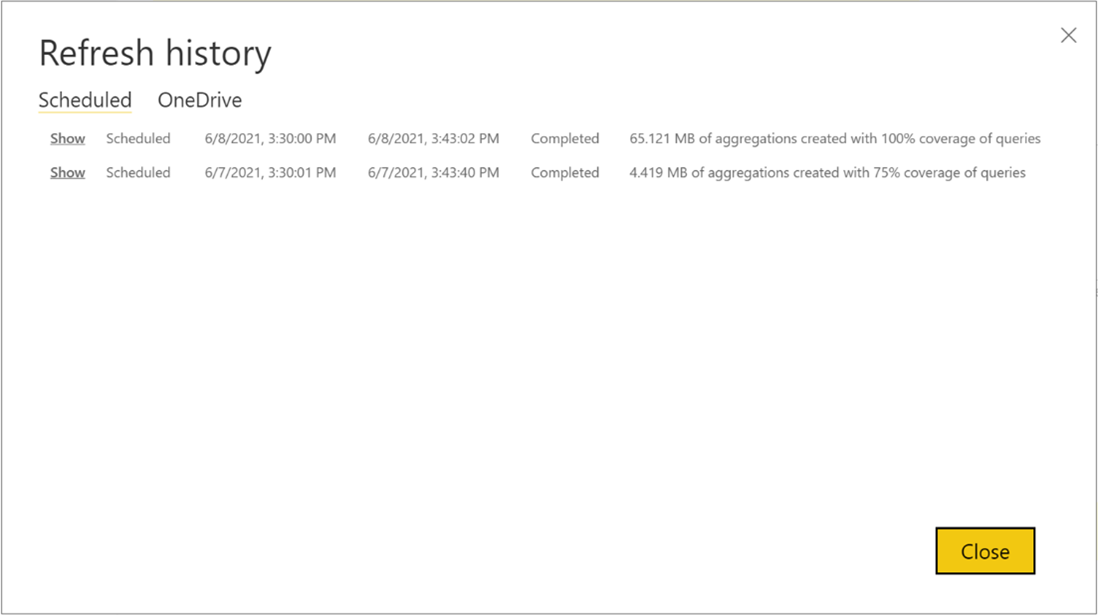 Refresh history
Scheduled OneDrive
Show Scheduled 6/8/2021, 3:30:00 PM 6/8/2021, 3:43:02 PM Completed 65.121 MB of aggregations created with 100% coverage of queries
Show Scheduled 6/7/2021, 3:30:01 PM 6/7/2021, 3:43:40 PM Completed 4.419 MB of aggregations created with 75% coverage of queries
Close